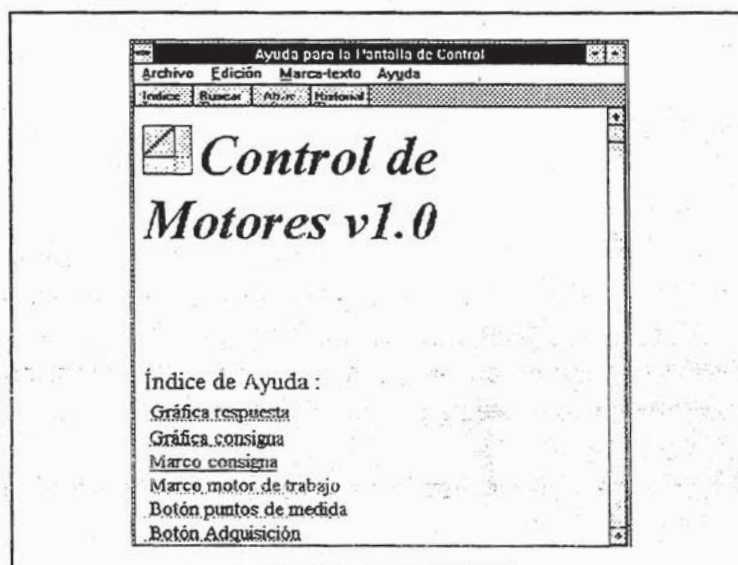 Ayuda para la Pantalla de Control
Archivo Edición Marca-texto Ayuda
Índice Buscar Atrás Historial
Control de
Motores v1.0
Índice de Ayuda :
Gráfica respuesta
Gráfica consigna
Marco consigna
Marco motor de trabajo
Botón puntos de medida
Botón Adquisición